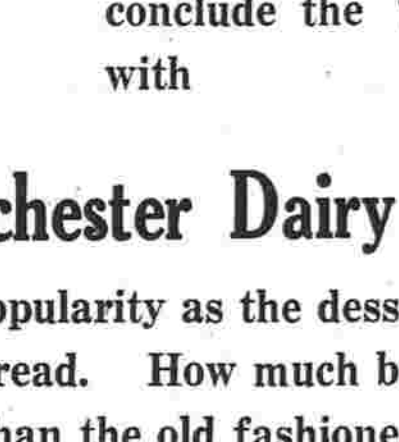 conclude the
with
chester Dairy
opularity as the dess
read. How much b
han the old fashione